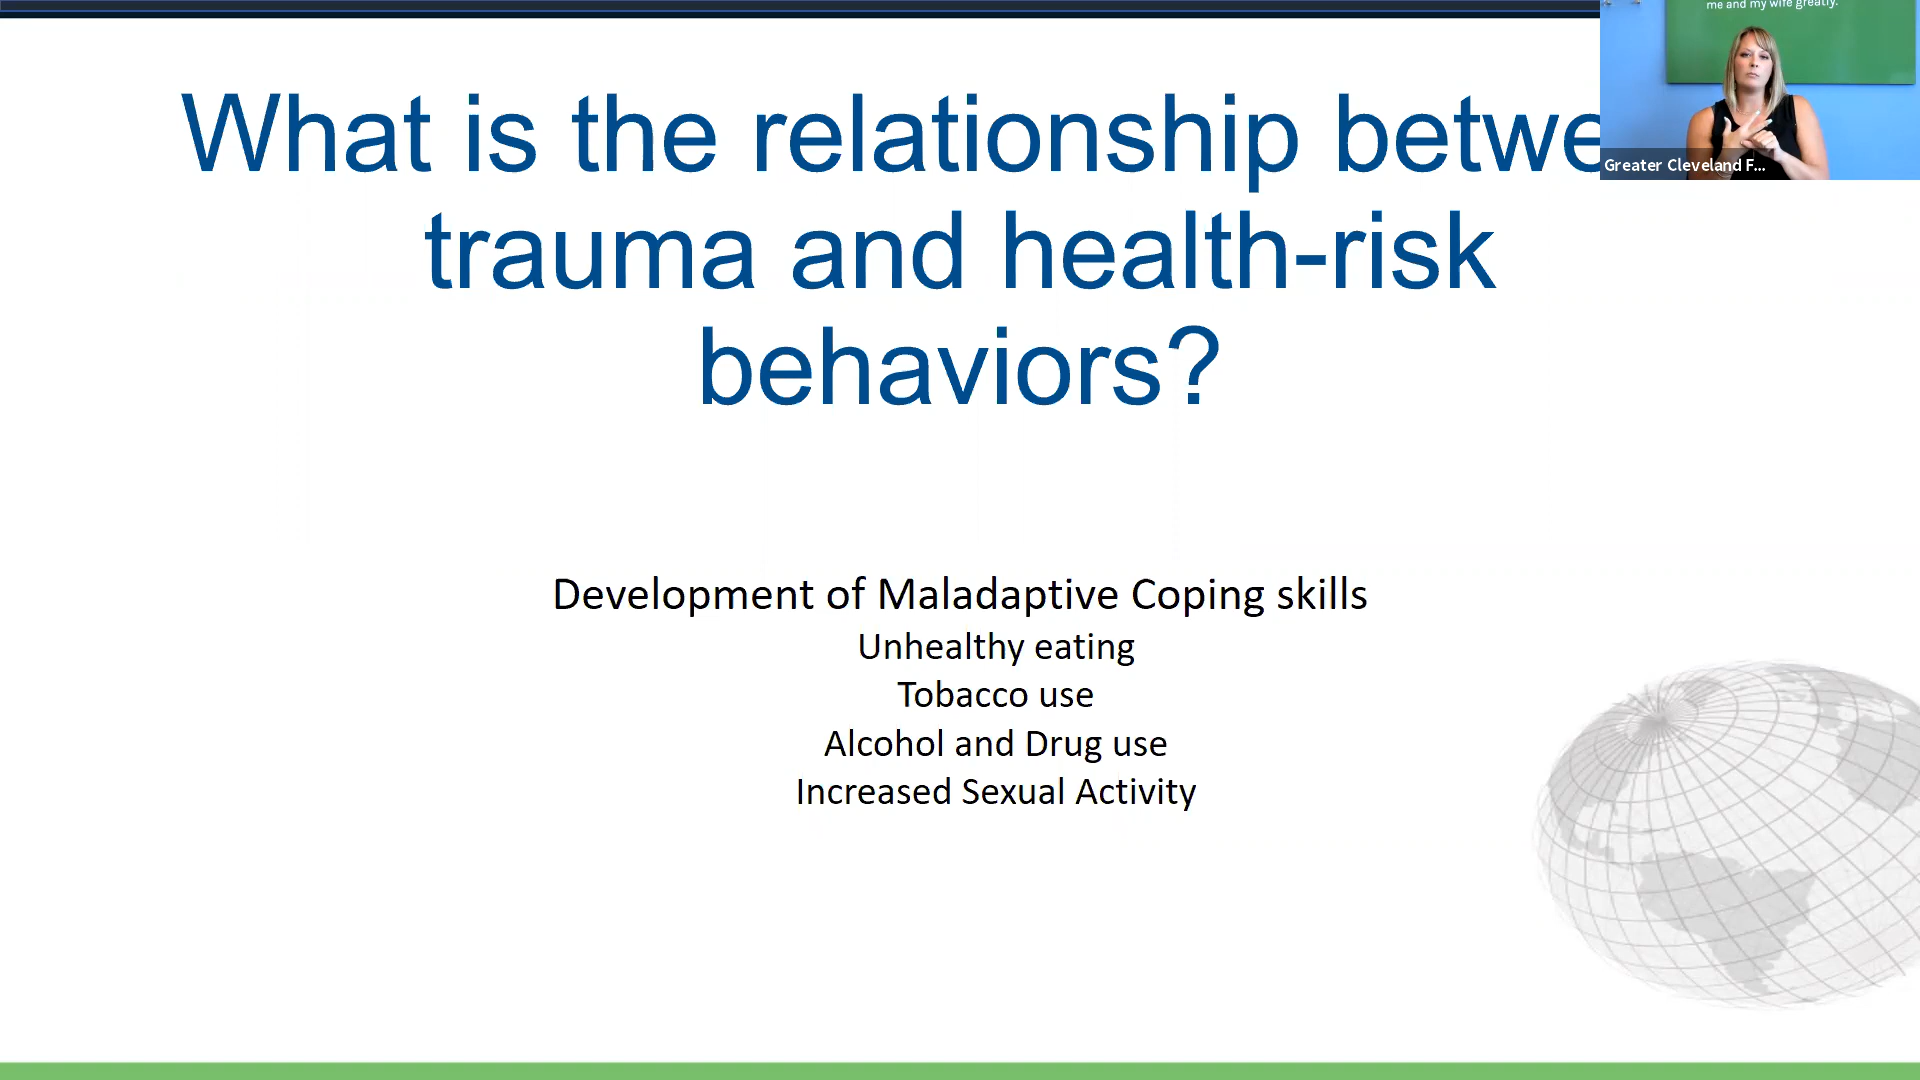 me and my wife greatly.
What is the relationship betwe
trauma and health-risk
behaviors?
Greater Cleveland F...
Development of Maladaptive Coping skills
Unhealthy eating
Tobacco use
Alcohol and Drug use
Increased Sexual Activity